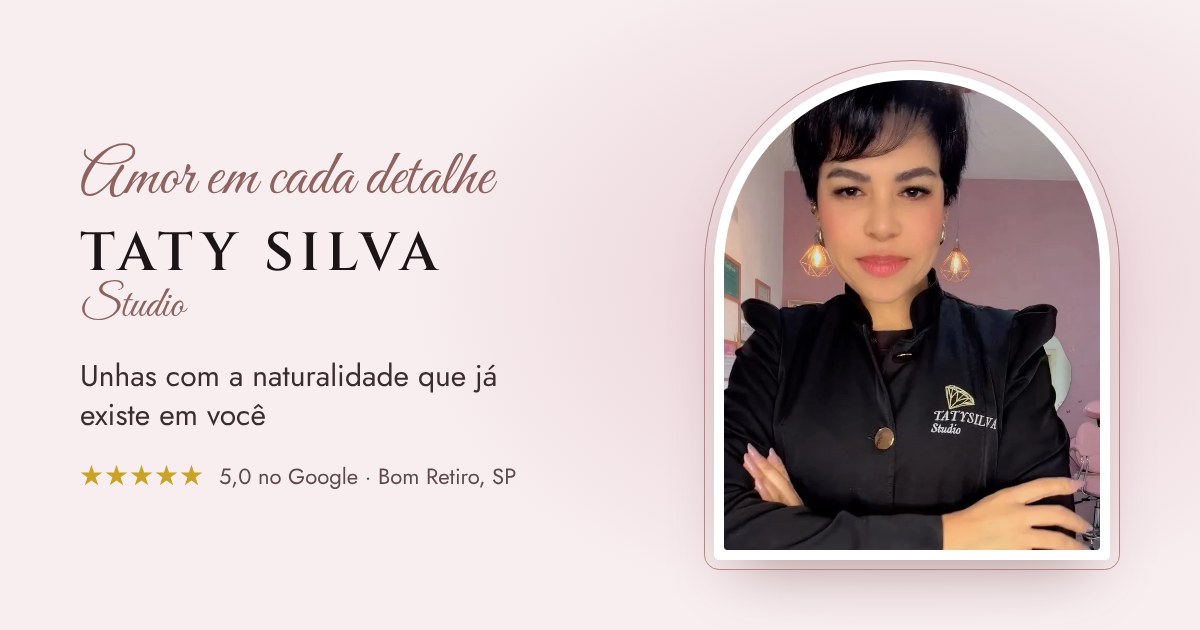 Amor em cada detalhe
TATY SILVA
Studio
Unhas com a naturalidade que já
existe em você
★★★★★ 5,0 no Google · Bom Retiro, SP
TATYSILVA
Studio